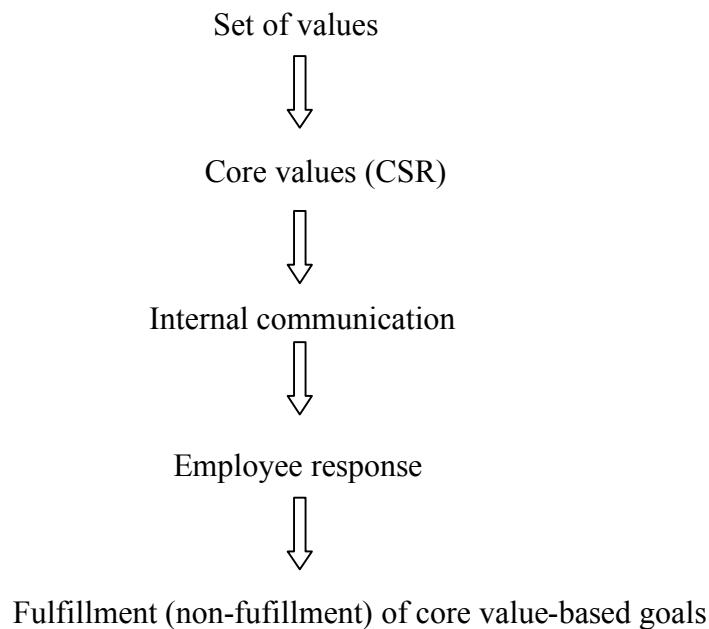 Set of values
Core values (CSR)
Internal communication
Employee response
Fulfillment (non-fufillment) of core value-based goals